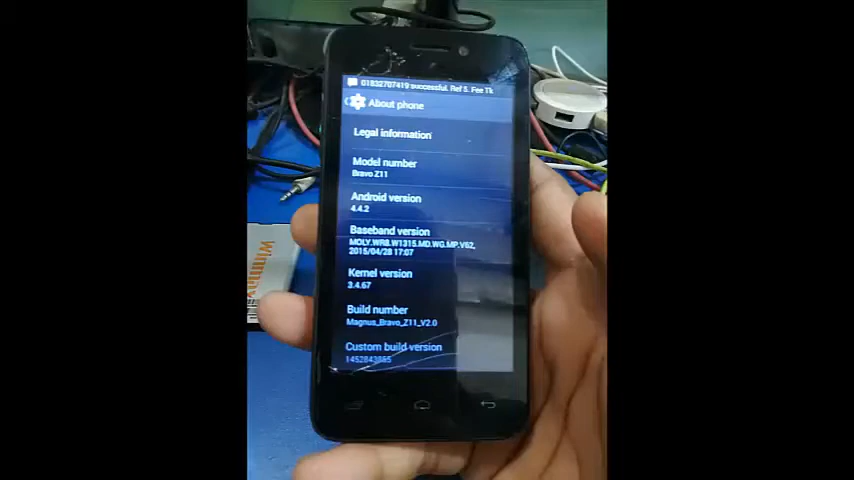 01832707419 successful. Ref 5. Fee Tk
About phone
Legal information
Model number
Bravo Z11
Android version
4.4.2
Baseband version
MOLY.WR8.W1315.MD.WG.MP.V62,
2015/04/28 17:07
Kernel version
3.4.67
Build number
Magnus_Bravo_Z11_V2.0
Custom build version
Winmax